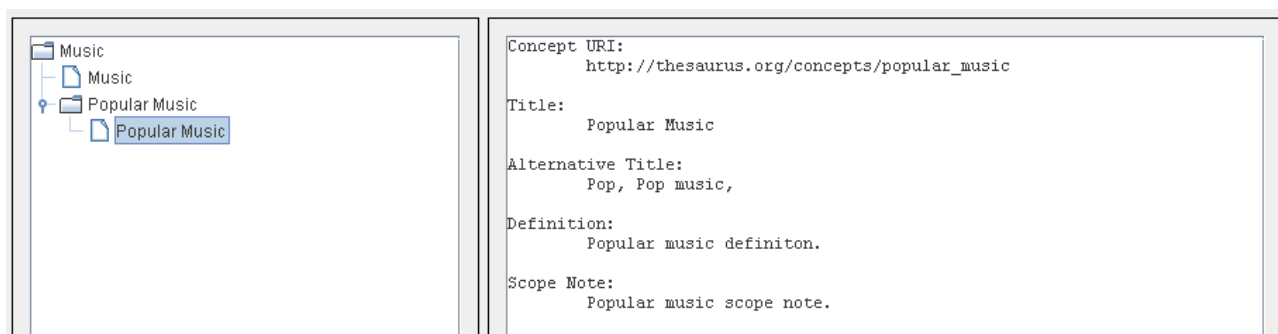 Music
Music
Popular Music
Popular Music
Concept URI:
http://thesaurus.org/concepts/popular_music
Title:
Popular Music
Alternative Title:
Pop, Pop music,
Definition:
Popular music definiton.
Scope Note:
Popular music scope note.